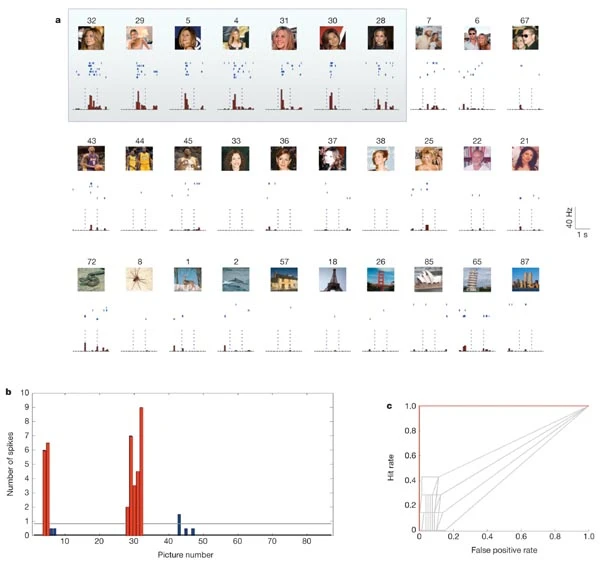 a
32 29 5 4 31 30 28 7 6 67
43 44 45 33 36 37 38 25 22 21
40 Hz
1 s
72 8 1 2 57 18 26 85 65 87
b
10
9
8
7
6
5
4
3
2
1
0
Number of spikes
10 20 30 40 50 60 70 80
Picture number
c
1.0
0.8
0.6
0.4
0.2
0
Hit rate
0 0.2 0.4 0.6 0.8 1.0
False positive rate